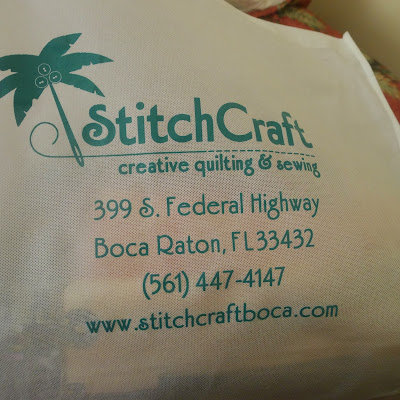 StitchCraft
creative quilting & sewing
399 S. Federal Highway
Boca Raton, FL 33432
(561) 447-4147
www.stitchcraftboca.com